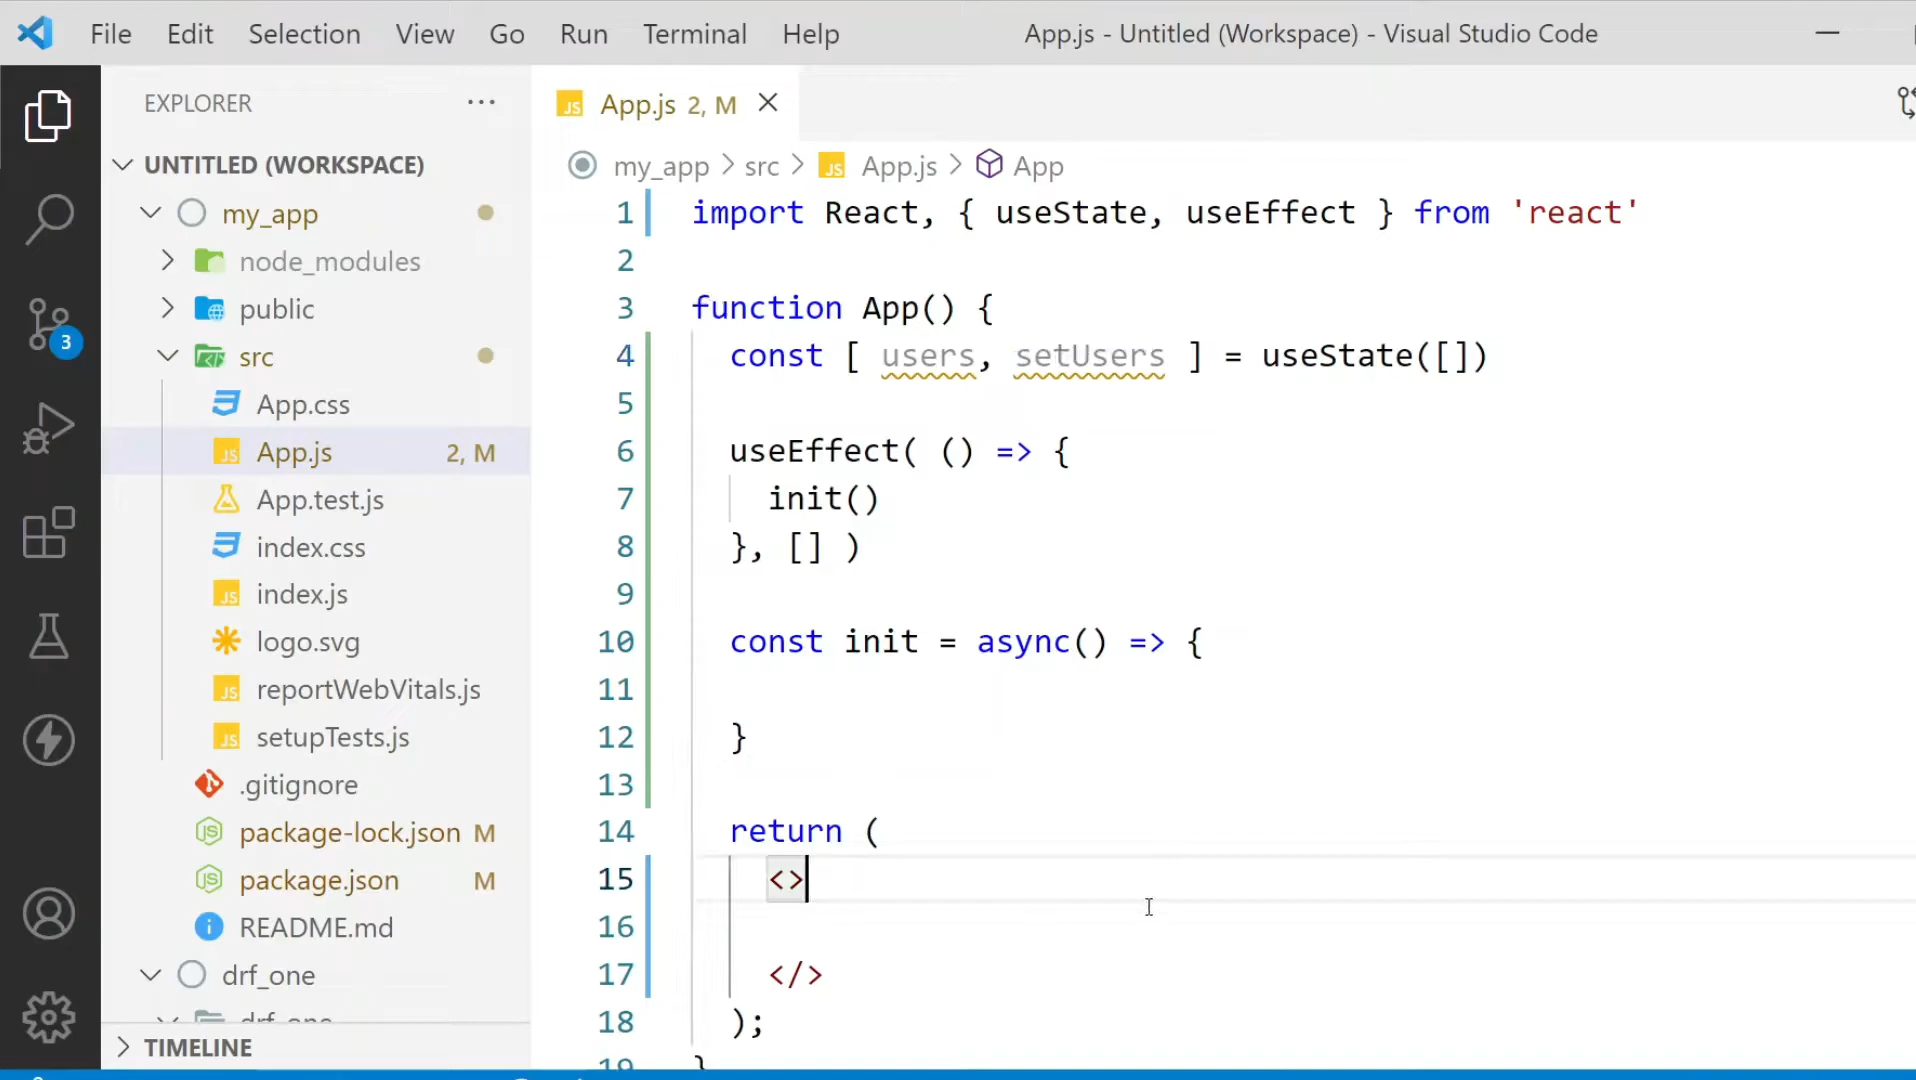 File Edit Selection View Go Run Terminal Help App.js - Untitled (Workspace) - Visual Studio Code
EXPLORER ...
UNTITLED (WORKSPACE)
my_app
node_modules
public
src
App.css
App.js 2, M
App.test.js
index.css
index.js
logo.svg
reportWebVitals.js
setupTests.js
.gitignore
package-lock.json M
package.json M
README.md
drf_one
drf_one
TIMELINE
3
JS App.js 2, M
my_app > src > JS App.js > App
1 import React, { useState, useEffect } from 'react'
2
3 function App() {
4 const [ users, setUsers ] = useState([])
5
6 useEffect( () => {
7 init()
8 }, [] )
9
10 const init = async() => {
11
12 }
13
14 return (
15 <>
16
17 </>
18 );
19 }